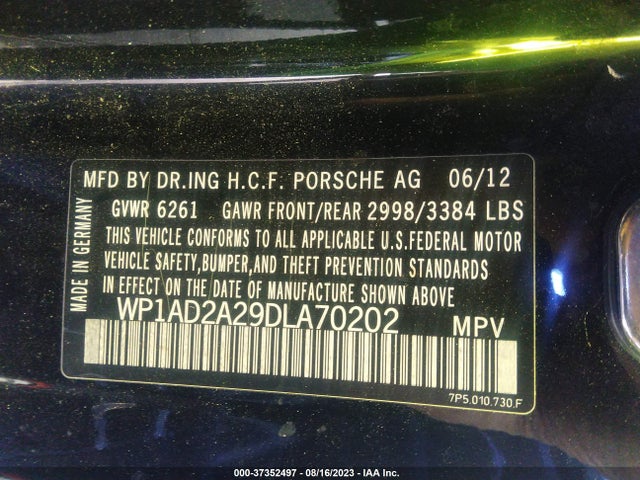 MFD BY DR.ING H.C.F. PORSCHE AG 06/12
GVWR 6261 GAWR FRONT/REAR 2998/3384 LBS
THIS VEHICLE CONFORMS TO ALL APPLICABLE U.S.FEDERAL MOTOR
VEHICLE SAFETY,BUMPER,AND THEFT PREVENTION STANDARDS
IN EFFECT ON THE DATE OF MANUFACTURE SHOWN ABOVE
WP1AD2A29DLA70202 MPV
7P5.010.730.F
MADE IN GERMANY
000-37352497 - 08/16/2023 - IAA Inc.